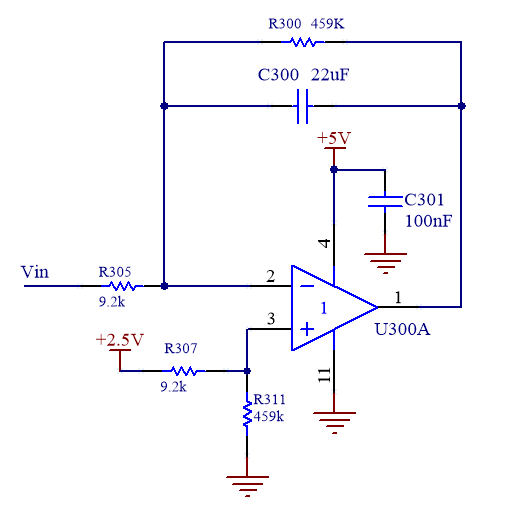 R300 459K
C300 22uF
+5V
C301
100nF
4
Vin
R305
9.2k
2
1
1
3
U300A
+2.5V
R307
9.2k
11
R311
459k